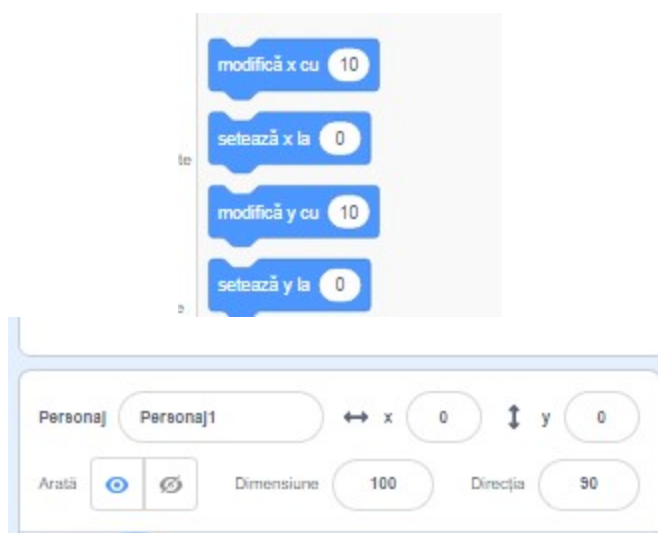 modifică x cu 10
setează x la 0
te
modifică y cu 10
setează y la 0
e
Personaj Personaj1 x 0 y 0
Arată Dimensiune 100 Direcția 90